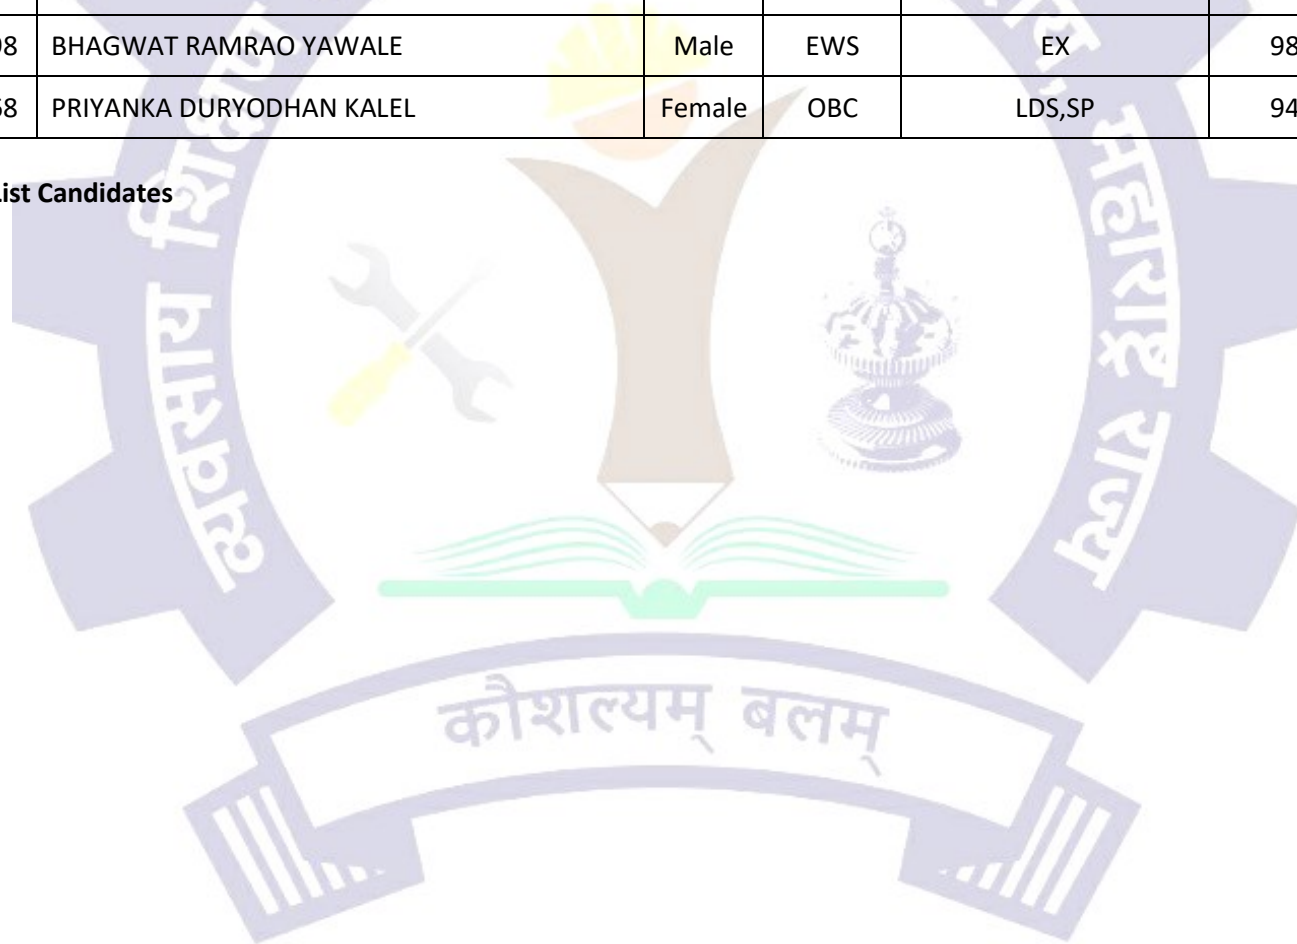 98 BHAGWAT RAMRAO YAWALE Male EWS EX 98
68 PRIYANKA DURYODHAN KALEL Female OBC LDS,SP 94
List Candidates
व्यवसाय शिक्षण
महाराष्ट्र राज्य
कौशल्यम् बलम्